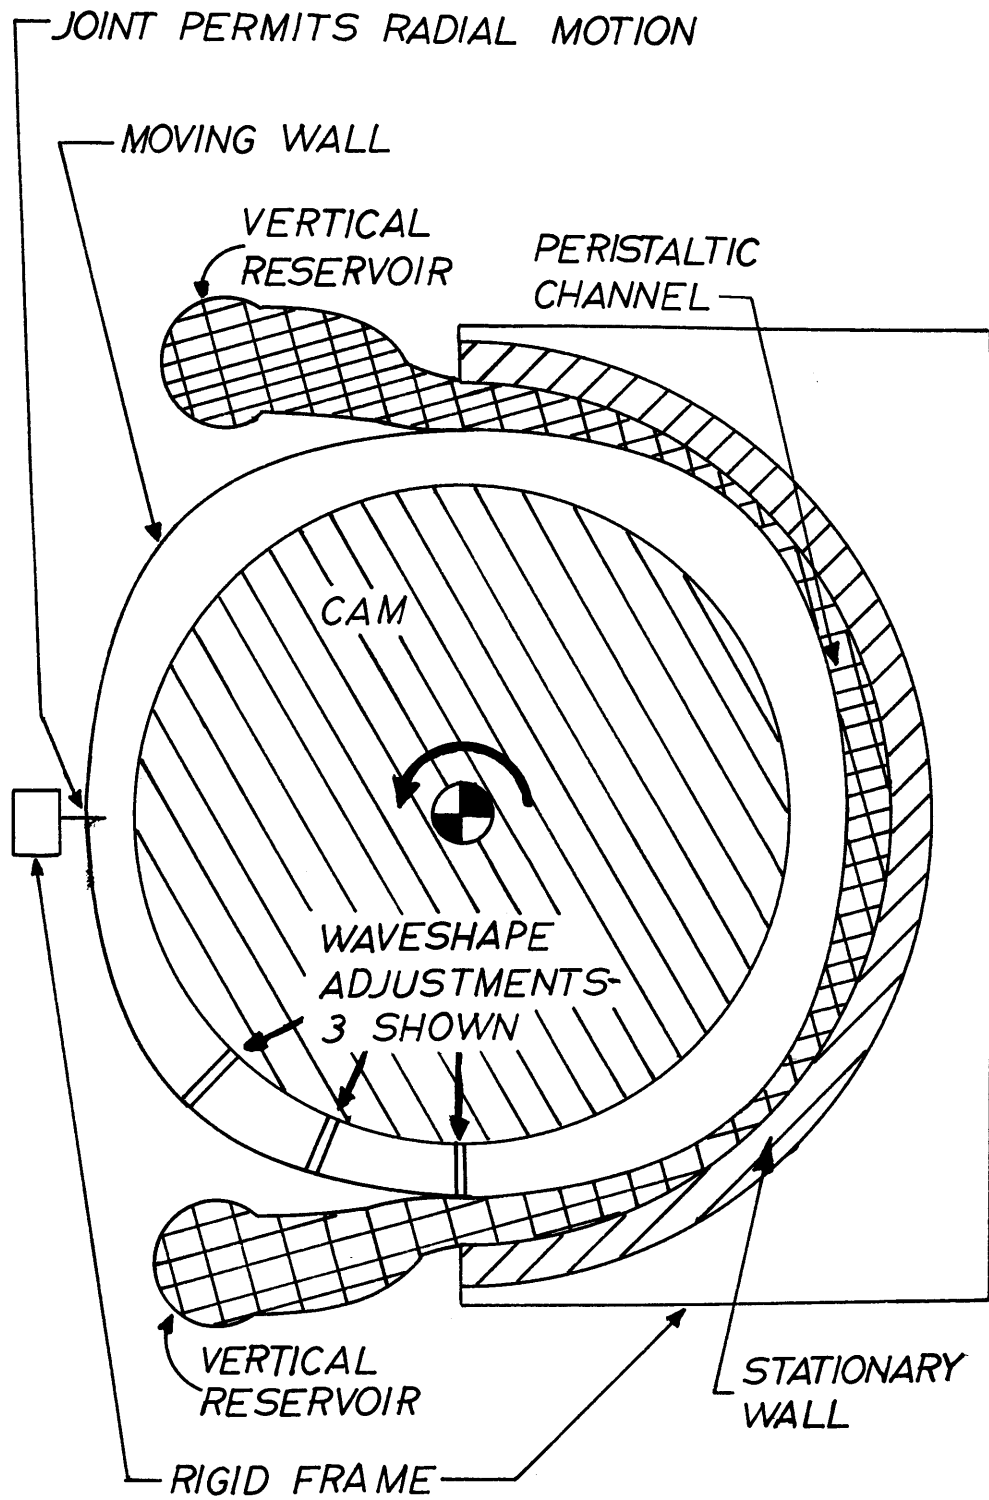 JOINT PERMITS RADIAL MOTION
MOVING WALL
VERTICAL
RESERVOIR
PERISTALTIC
CHANNEL
CAM
WAVESHAPE
ADJUSTMENTS-
3 SHOWN
VERTICAL
RESERVOIR
STATIONARY
WALL
RIGID FRAME